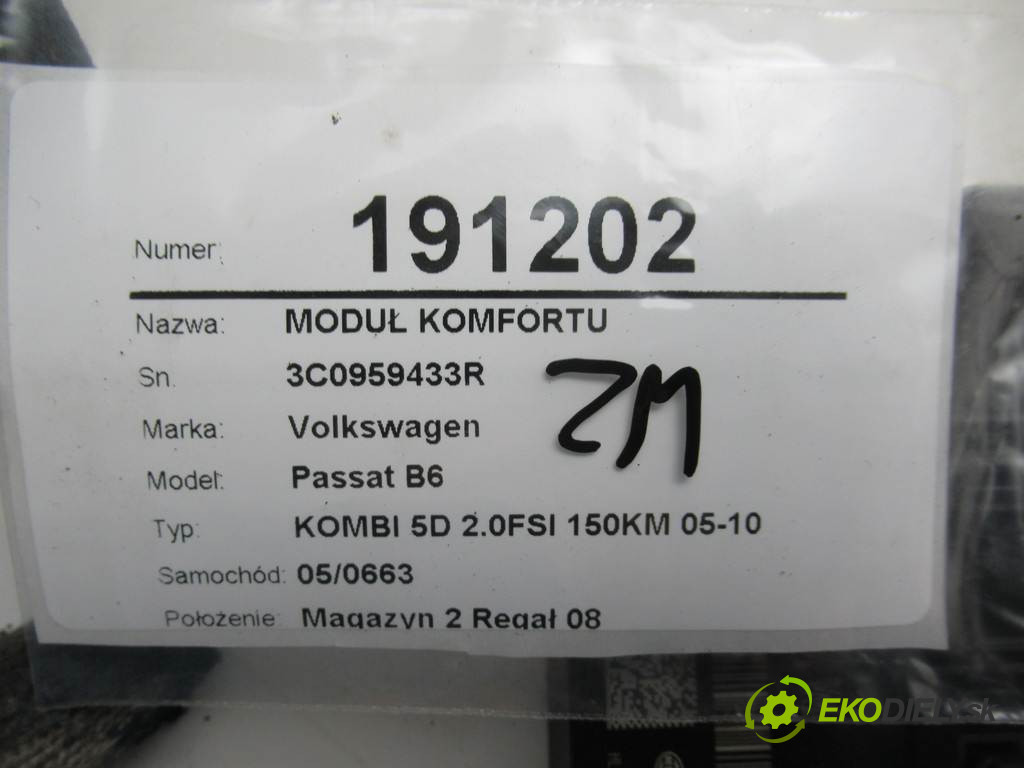 Numer: 191202
Nazwa: MODUŁ KOMFORTU
Sn. 3C0959433R
ZM
Marka: Volkswagen
Model: Passat B6
Typ: KOMBI 5D 2.0FSI 150KM 05-10
Samochód: 05/0663
Położenie: Magazyn 2 Regał 08
EKODIELY.sk